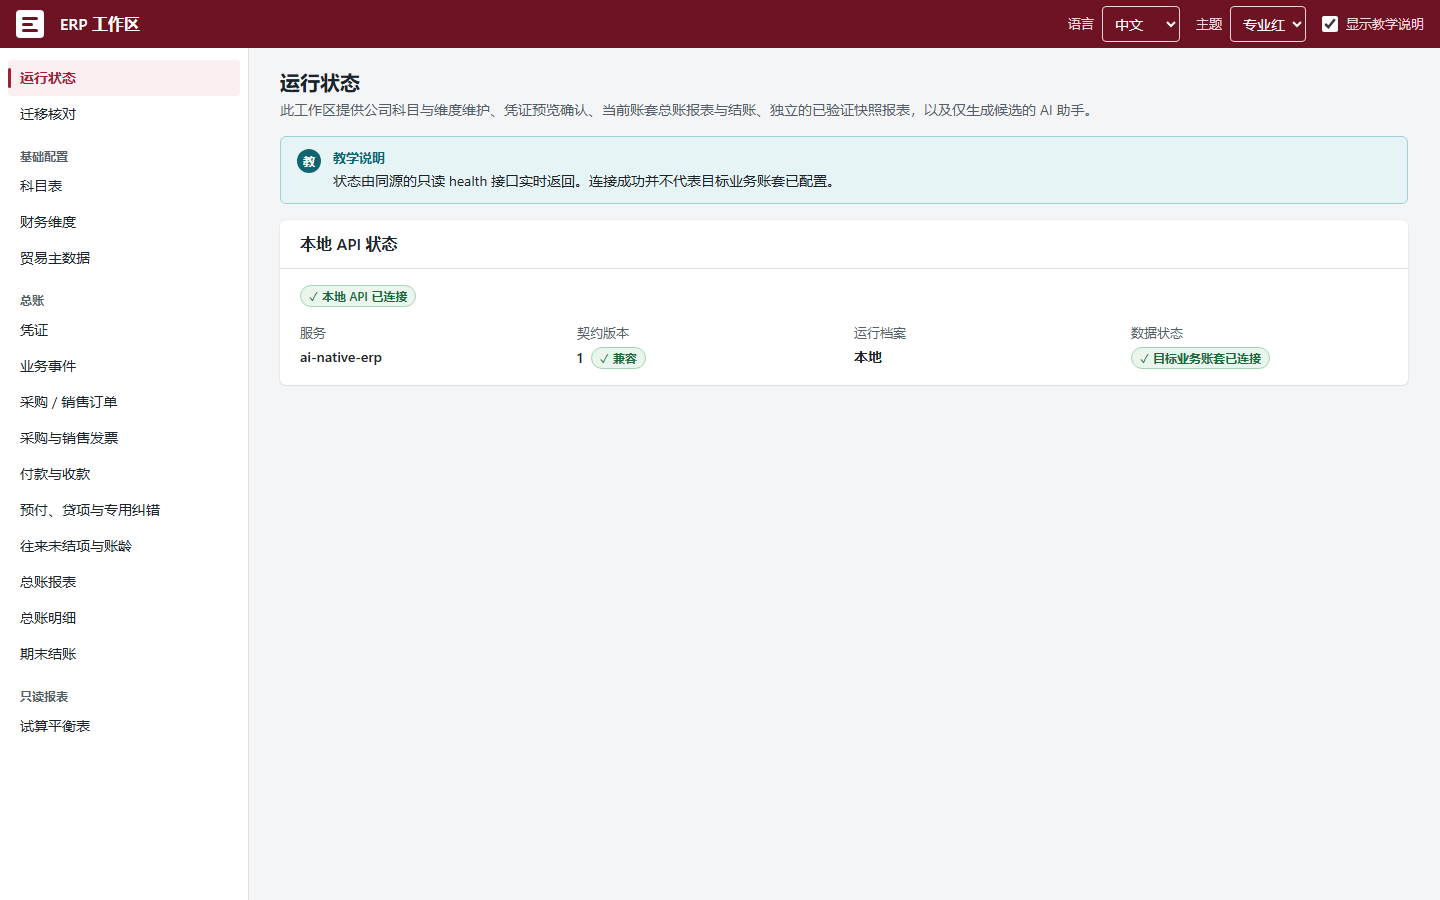 ERP 工作区
语言 中文 主题 专业红 显示教学说明
运行状态
迁移核对
基础配置
科目表
财务维度
贸易主数据
总账
凭证
业务事件
采购 / 销售订单
采购与销售发票
付款与收款
预付、贷项与专用纠错
往来未结项与账龄
总账报表
总账明细
期末结账
只读报表
试算平衡表
运行状态
此工作区提供公司科目与维度维护、凭证预览确认、当前账套总账报表与结账、独立的已验证快照报表，以及仅生成候选的 AI 助手。
教 教学说明
状态由同源的只读 health 接口实时返回。连接成功并不代表目标业务账套已配置。
本地 API 状态
✓ 本地 API 已连接
服务 契约版本 运行档案 数据状态
ai-native-erp 1 ✓ 兼容 本地 ✓ 目标业务账套已连接